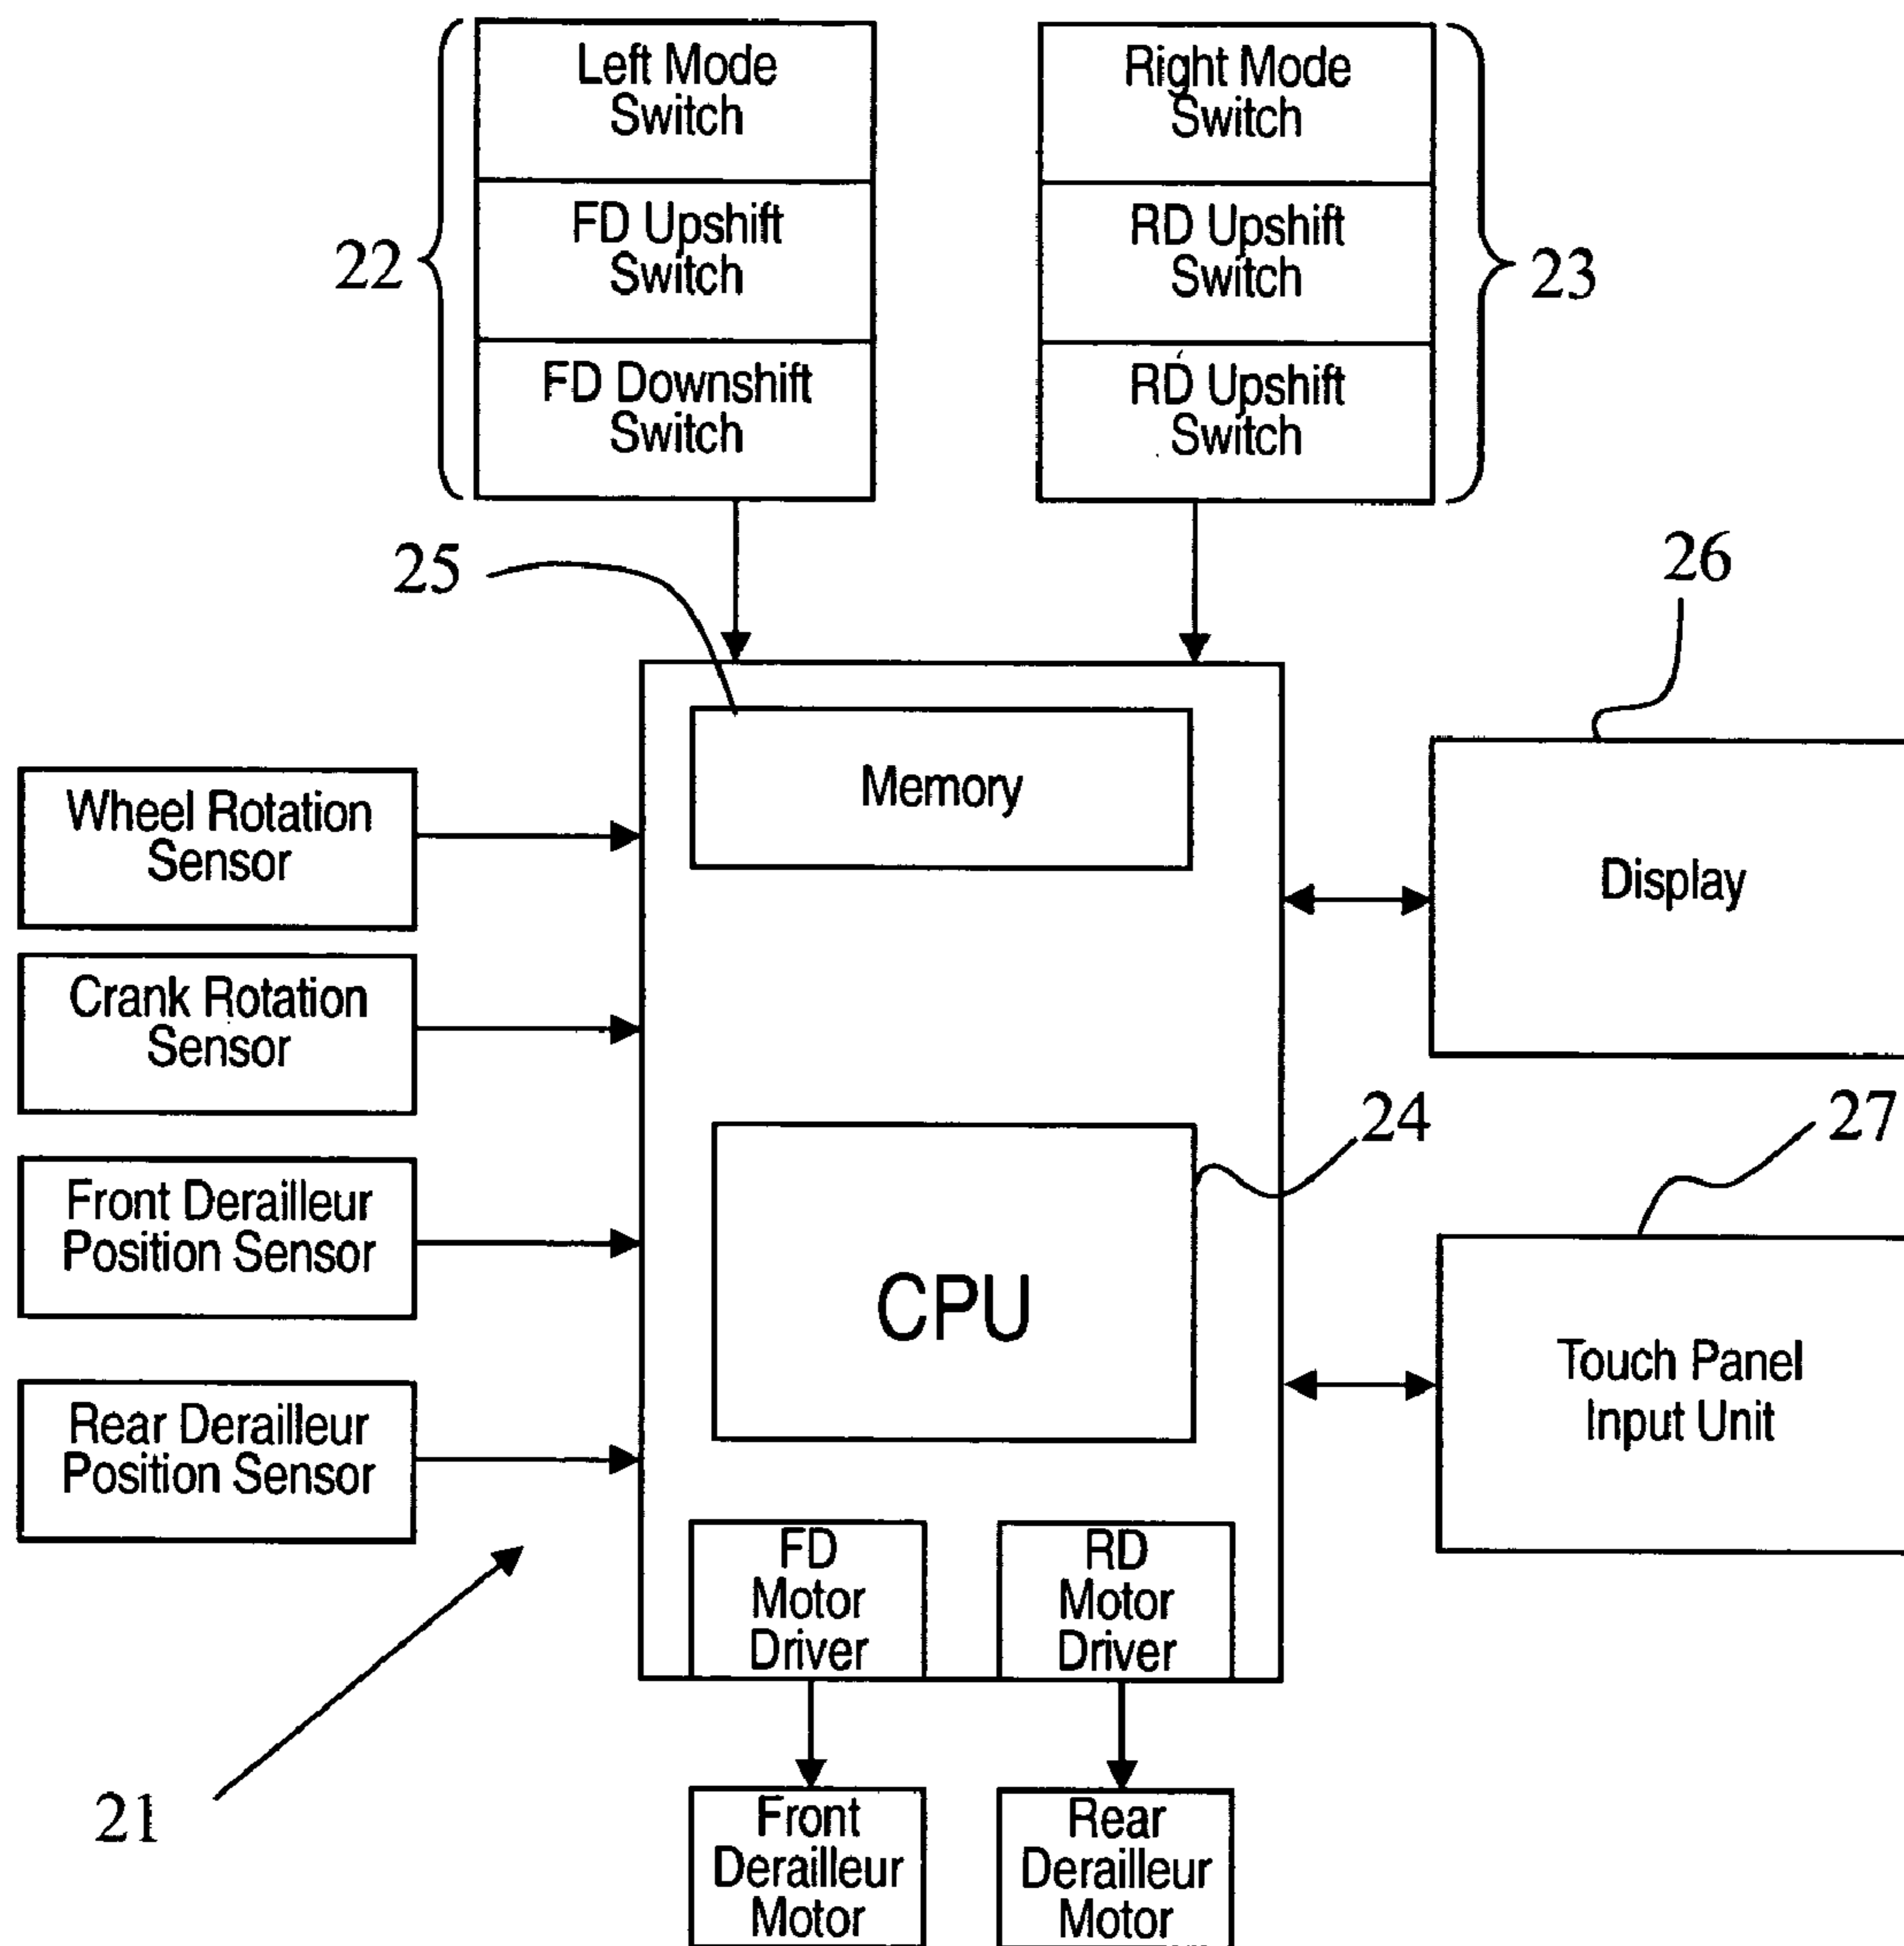 Left Mode
Switch
FD Upshift
Switch
FD Downshift
Switch
22
Right Mode
Switch
RD Upshift
Switch
RD Upshift
Switch
23
25
26
Memory
Wheel Rotation
Sensor
Crank Rotation
Sensor
Front Derailleur
Position Sensor
Rear Derailleur
Position Sensor
Display
24
27
CPU
Touch Panel
Input Unit
FD
Motor
Driver
RD
Motor
Driver
21
Front
Derailleur
Motor
Rear
Derailleur
Motor